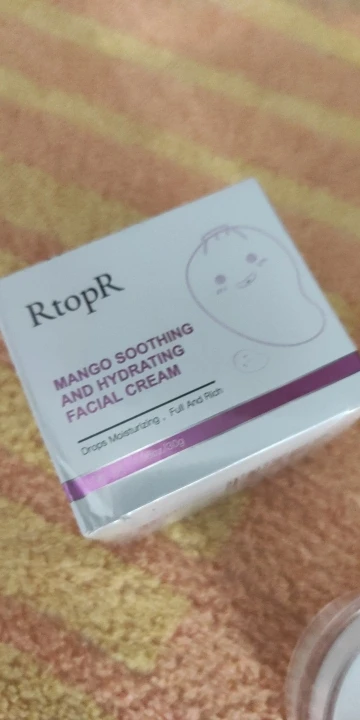 RtopR
MANGO SOOTHING
AND HYDRATING
FACIAL CREAM
Drops Moisturizing , Full And Rich